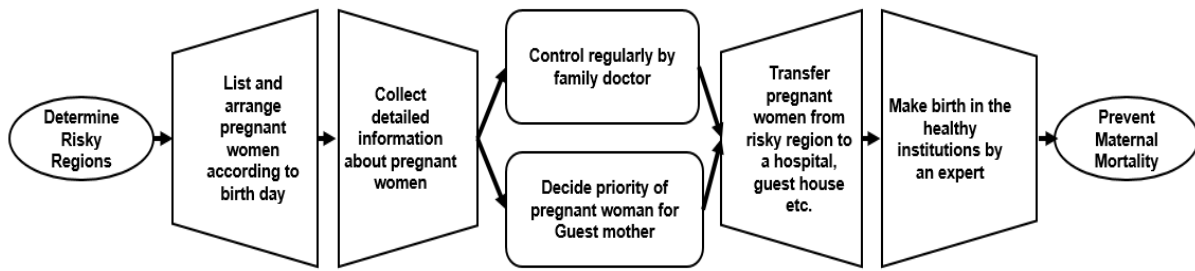 Determine
Risky
Regions
List and
arrange
pregnant
women
according to
birth day
Collect
detailed
information
about pregnant
women
Control regularly by
family doctor
Decide priority of
pregnant woman for
Guest mother
Transfer
pregnant
women from
risky region to
a hospital,
guest house
etc.
Make birth in the
healthy
institutions by
an expert
Prevent
Maternal
Mortality